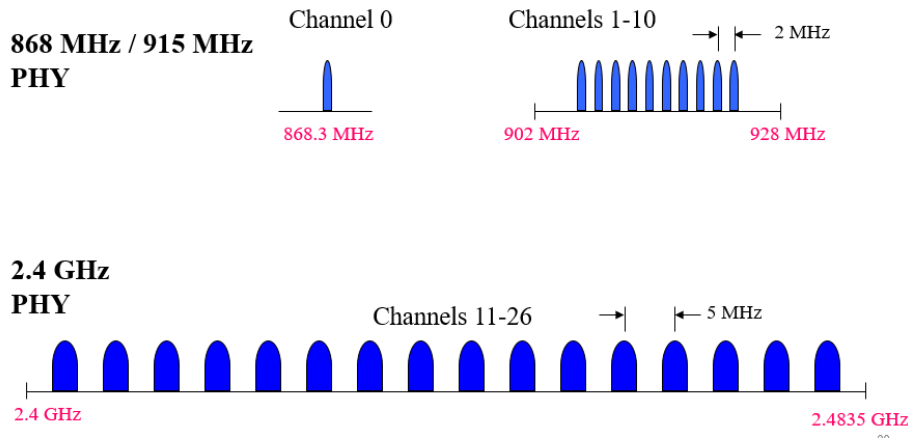 868 MHz / 915 MHz
PHY
Channel 0
868.3 MHz
Channels 1-10
2 MHz
902 MHz
928 MHz
2.4 GHz
PHY
Channels 11-26
5 MHz
2.4 GHz
2.4835 GHz